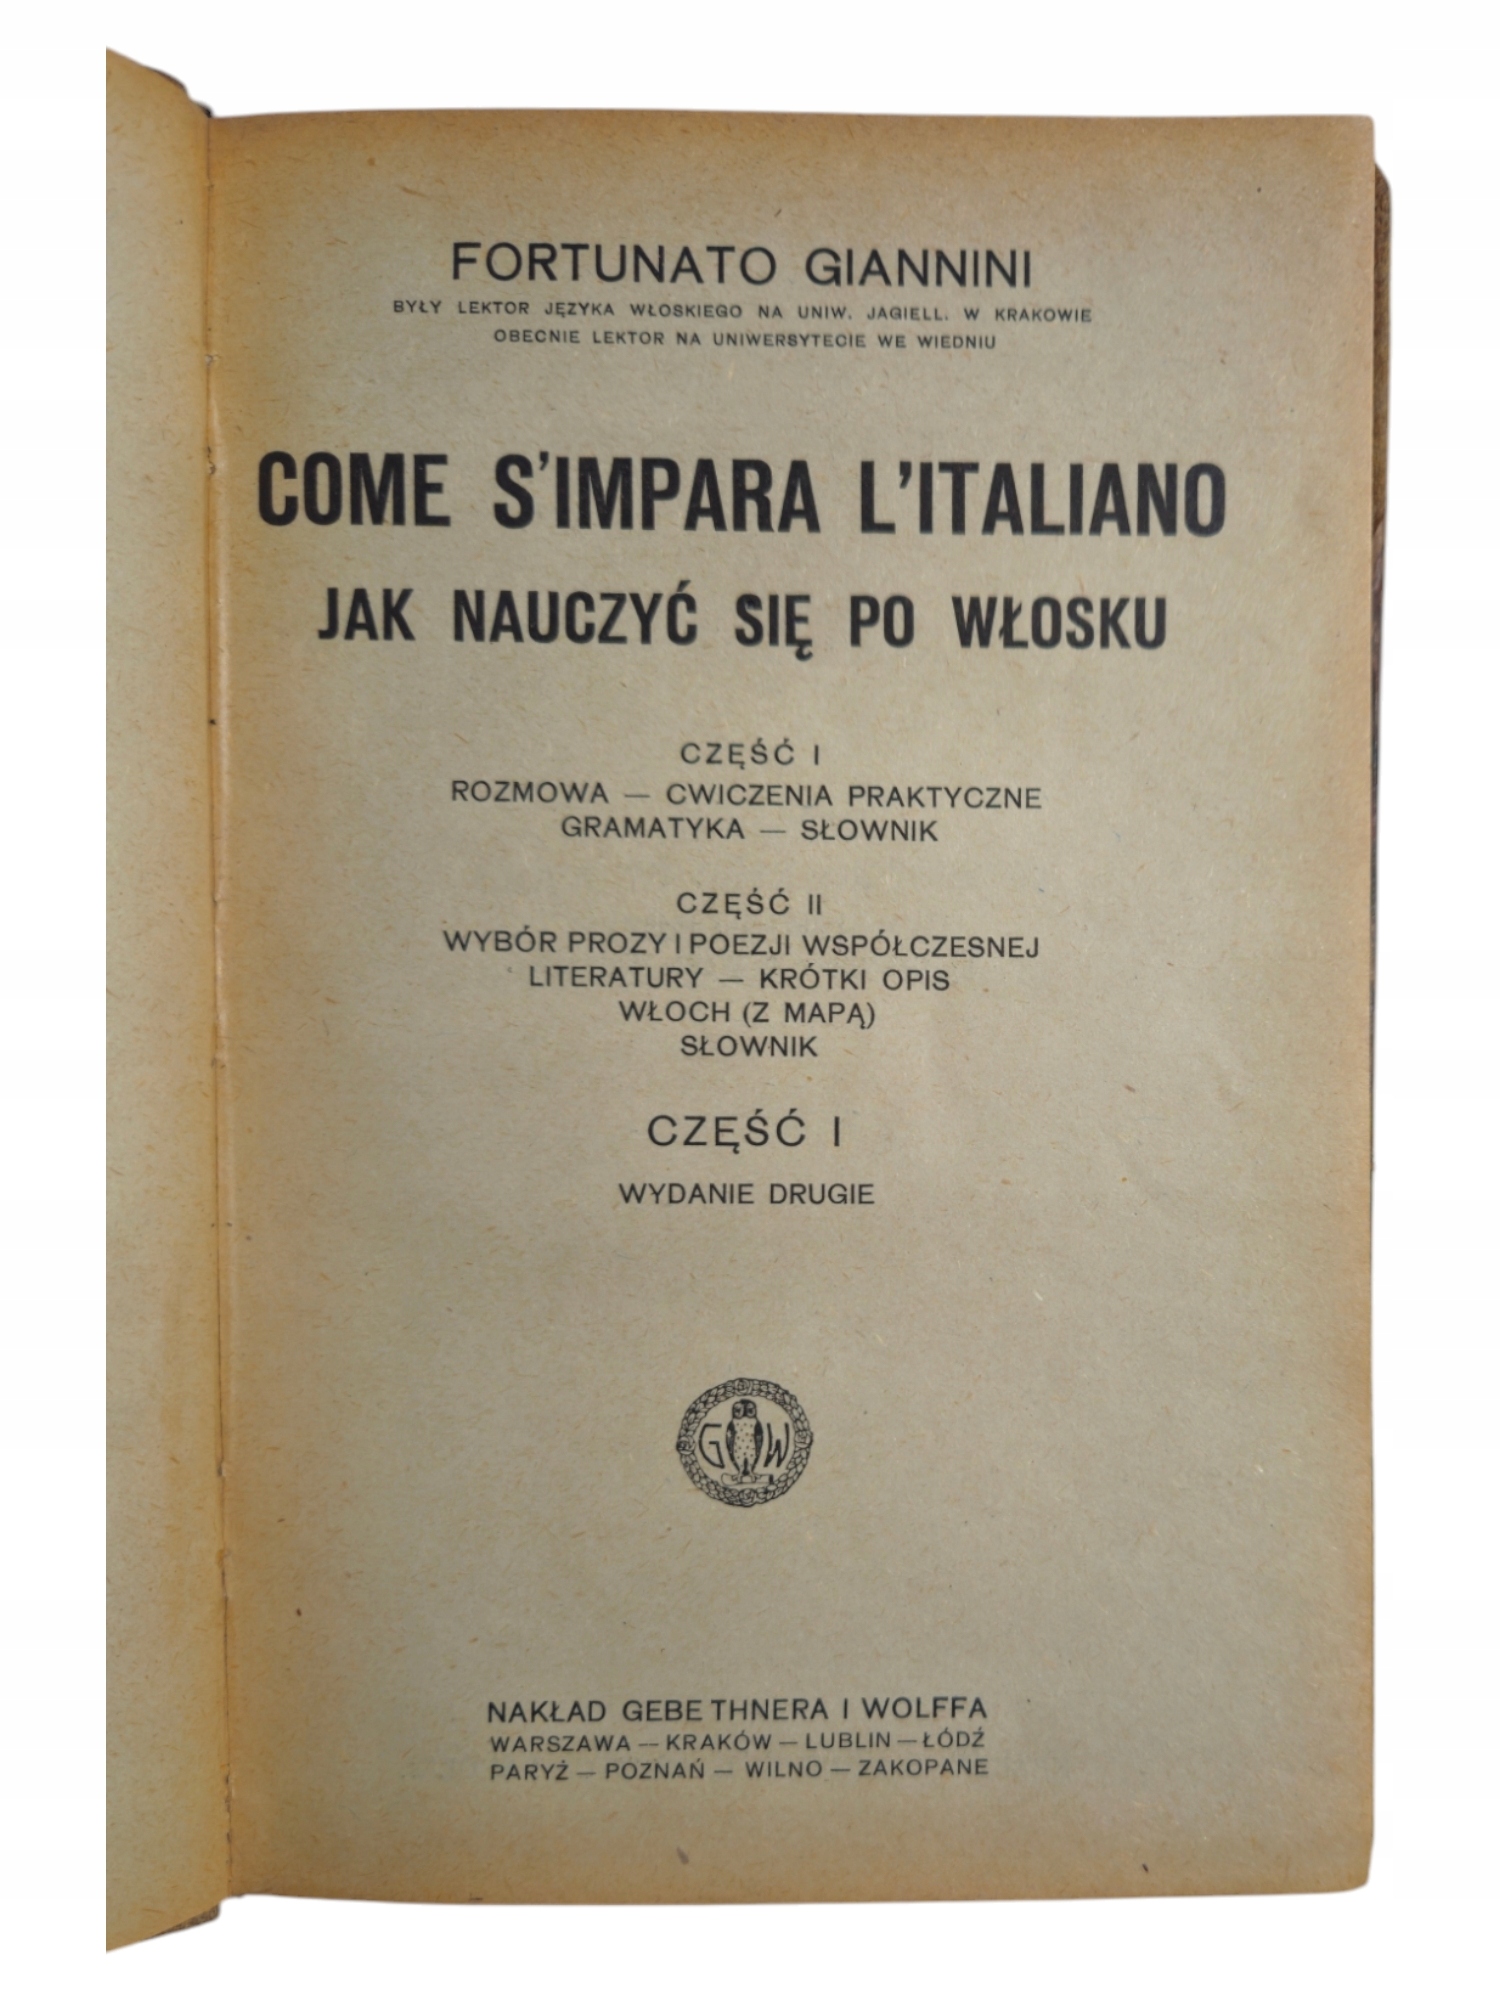 FORTUNATO GIANNINI
BYŁY LEKTOR JĘZYKA WŁOSKIEGO NA UNIW. JAGIELL. W KRAKOWIE
OBECNIE LEKTOR NA UNIWERSYTECIE WE WIEDNIU
COME S'IMPARA L'ITALIANO
JAK NAUCZYĆ SIĘ PO WŁOSKU
CZĘŚĆ I
ROZMOWA — CWICZENIA PRAKTYCZNE
GRAMATYKA — SŁOWNIK
CZĘŚĆ II
WYBÓR PROZY I POEZJI WSPÓŁCZESNEJ
LITERATURY — KRÓTKI OPIS
WŁOCH (Z MAPĄ)
SŁOWNIK
CZĘŚĆ I
WYDANIE DRUGIE
G W
NAKŁAD GEBETHNERA I WOLFFA
WARSZAWA — KRAKÓW — LUBLIN — ŁÓDŹ
PARYŻ — POZNAŃ — WILNO — ZAKOPANE